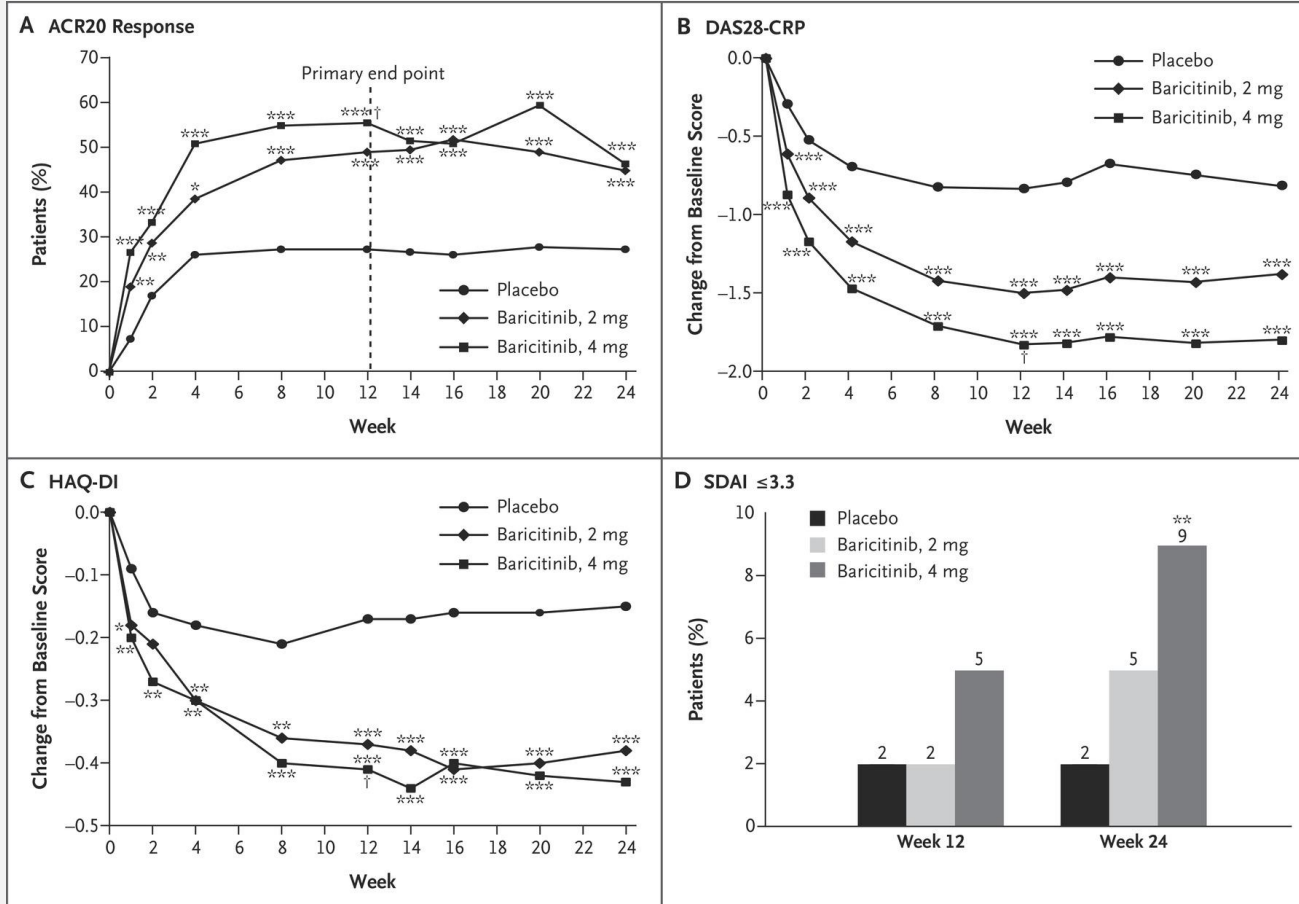 A ACR20 Response
70
60
50
40
30
20
10
0
Patients (%)
Primary end point
*** *** *** *** *** ***† *** *** *** ***
** ** * *** *** *** *** *** ***
Placebo
Baricitinib, 2 mg
Baricitinib, 4 mg
0 2 4 6 8 10 12 14 16 18 20 22 24
Week
B DAS28-CRP
0.0
−0.5
−1.0
−1.5
−2.0
Change from Baseline Score
Placebo
Baricitinib, 2 mg
Baricitinib, 4 mg
*** *** *** *** *** *** *** *** ***
*** *** *** *** *** *** *** *** ***
†
0 2 4 6 8 10 12 14 16 18 20 22 24
Week
C HAQ-DI
0.0
−0.1
−0.2
−0.3
−0.4
−0.5
Change from Baseline Score
Placebo
Baricitinib, 2 mg
Baricitinib, 4 mg
* ** ** *** *** *** *** ***
** ** ** *** *** *** *** *** ***
†
0 2 4 6 8 10 12 14 16 18 20 22 24
Week
D SDAI ≤3.3
10
8
6
4
2
0
Patients (%)
Placebo
Baricitinib, 2 mg
Baricitinib, 4 mg
2 2 5
2 5 9
**
Week 12 Week 24